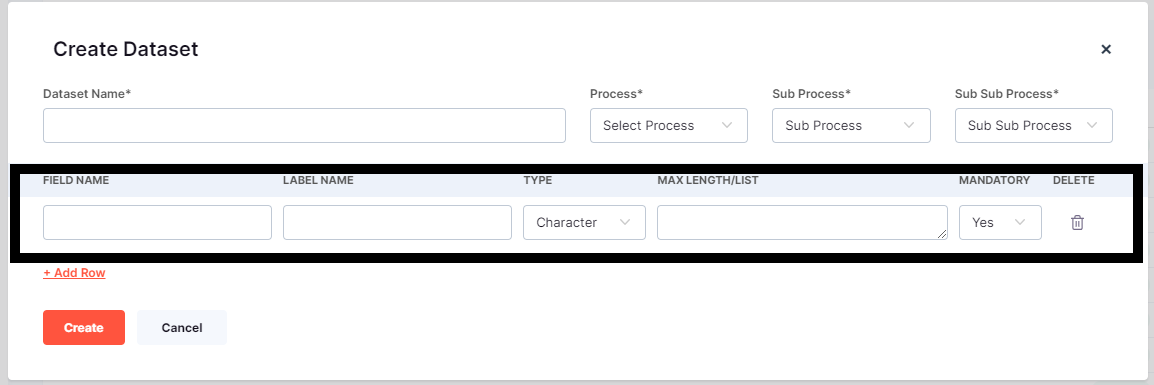 Create Dataset ×
Dataset Name* Process* Sub Process* Sub Sub Process*
Select Process Sub Process Sub Sub Process
FIELD NAME LABEL NAME TYPE MAX LENGTH/LIST MANDATORY DELETE
Character Yes
+ Add Row
Create Cancel